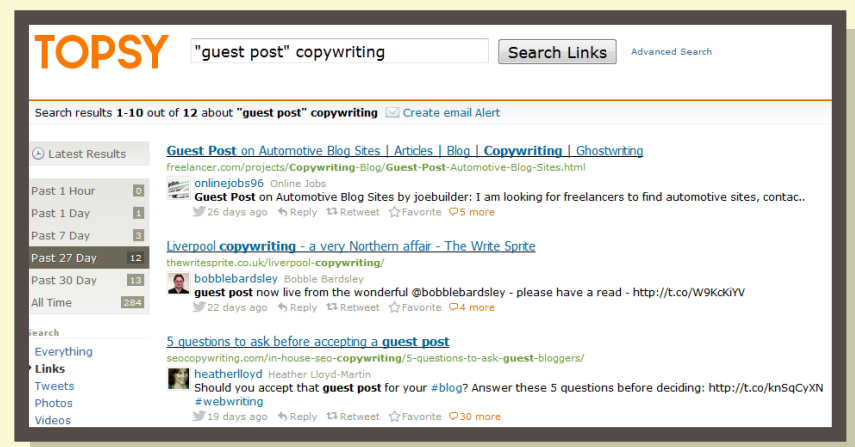 TOPSY
"guest post" copywriting
Search Links
Advanced Search
Search results 1-10 out of 12 about "guest post" copywriting Create email Alert
Latest Results
Past 1 Hour 0
Past 1 Day 1
Past 7 Day 3
Past 27 Day 12
Past 30 Day 13
All Time 284
Search
Everything
Links
Tweets
Photos
Videos
Guest Post on Automotive Blog Sites | Articles | Blog | Copywriting | Ghostwriting
freelancer.com/projects/Copywriting-Blog/Guest-Post-Automotive-Blog-Sites.html
onlinejobs96 Online Jobs
Guest Post on Automotive Blog Sites by joebuilder: I am looking for freelancers to find automotive sites, contac..
26 days ago Reply Retweet Favorite 5 more
Liverpool copywriting - a very Northern affair - The Write Sprite
thewritesprite.co.uk/liverpool-copywriting/
bobblebardsley Bobble Bardsley
guest post now live from the wonderful @bobblebardsley - please have a read - http://t.co/W9KcKiYV
22 days ago Reply Retweet Favorite 4 more
5 questions to ask before accepting a guest post
seocopywriting.com/in-house-seo-copywriting/5-questions-to-ask-guest-bloggers/
heatherlloyd Heather Lloyd-Martin
Should you accept that guest post for your #blog? Answer these 5 questions before deciding: http://t.co/knSqCyXN
#webwriting
19 days ago Reply Retweet Favorite 30 more